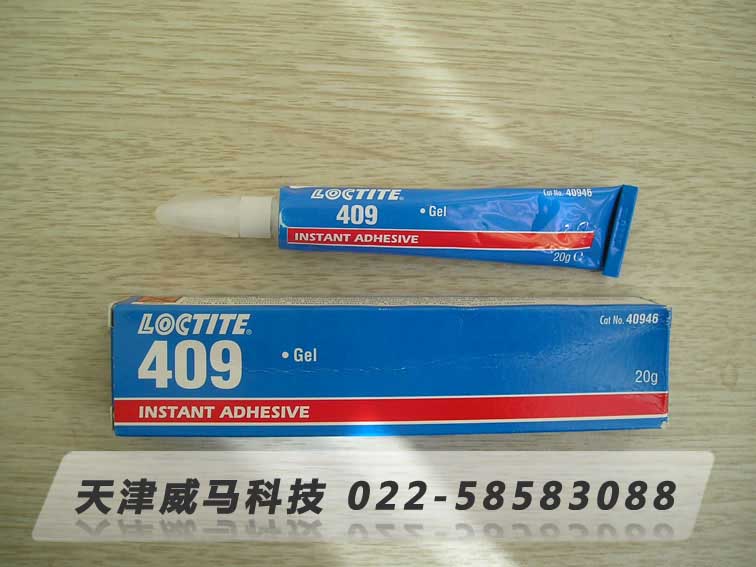 LOCTITE®
409
• Gel
Cat No. 40946
INSTANT ADHESIVE
20g e
LOCTITE®
409
• Gel
Cat No. 40946
20g
INSTANT ADHESIVE
天津威马科技 022-58583088